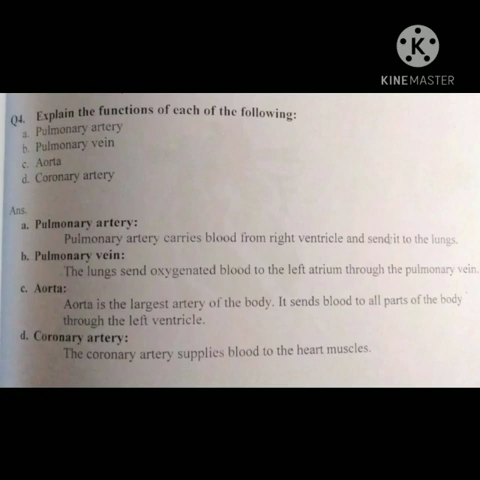 K
KINEMASTER
Q4. Explain the functions of each of the following:
a. Pulmonary artery
b. Pulmonary vein
c. Aorta
d. Coronary artery
Ans.
a. Pulmonary artery:
Pulmonary artery carries blood from right ventricle and send it to the lungs.
b. Pulmonary vein:
The lungs send oxygenated blood to the left atrium through the pulmonary vein.
c. Aorta:
Aorta is the largest artery of the body. It sends blood to all parts of the body
through the left ventricle.
d. Coronary artery:
The coronary artery supplies blood to the heart muscles.